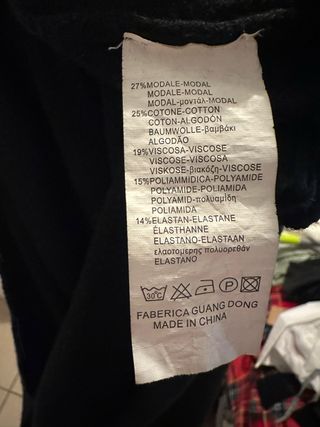 27%MODALE-MODAL
MODALE-MODAL
MODAL-μοντάλ-MODAL
25%COTONE-COTTON
COTON-ALGODÓN
BAUMWOLLE-βαμβάκι
ALGODÃO
19%VISCOSA-VISCOSE
VISCOSE-VISCOSA
VISKOSE-βισκόζη-VISCOSE
15%POLIAMMIDICA-POLYAMIDE
POLYAMIDE-POLIAMIDA
POLYAMID-πολυαμίδη
POLIAMIDA
14%ELASTAN-ELASTANE
ÉLASTHANNE
ELASTANO-ELASTAAN
ελαστομερης πολυορεθάν
ELASTANO
30°C P
FABERICA GUANG DONG
MADE IN CHINA